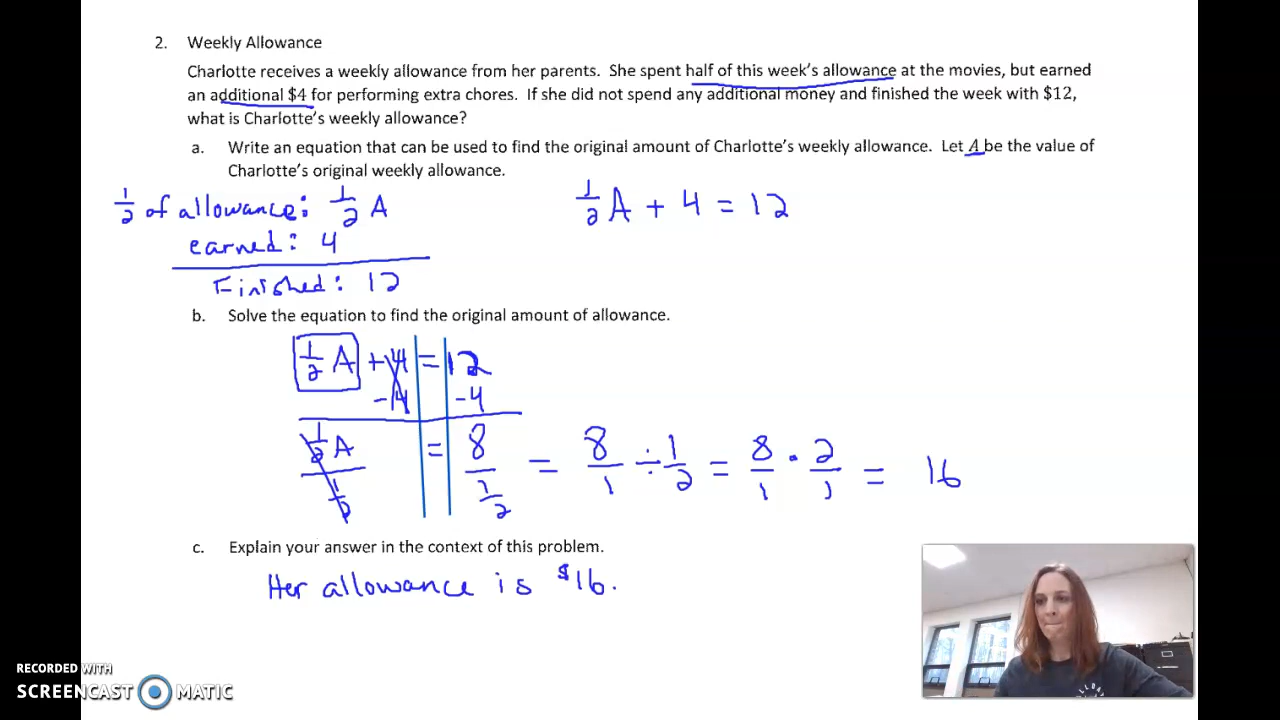 2. Weekly Allowance
Charlotte receives a weekly allowance from her parents. She spent half of this week's allowance at the movies, but earned
an additional $4 for performing extra chores. If she did not spend any additional money and finished the week with $12,
what is Charlotte's weekly allowance?
a. Write an equation that can be used to find the original amount of Charlotte's weekly allowance. Let A be the value of
Charlotte's original weekly allowance.
1/2 of allowance: 1/2 A
1/2 A + 4 = 12
earned: 4
Finished: 12
b. Solve the equation to find the original amount of allowance.
1/2 A + 4 = 12
-4 -4
1/2 A / 1/2 = 8 / 1/2 = 8/1 ÷ 1/2 = 8/1 · 2/1 = 16
c. Explain your answer in the context of this problem.
Her allowance is $16.
RECORDED WITH
SCREENCAST MATIC